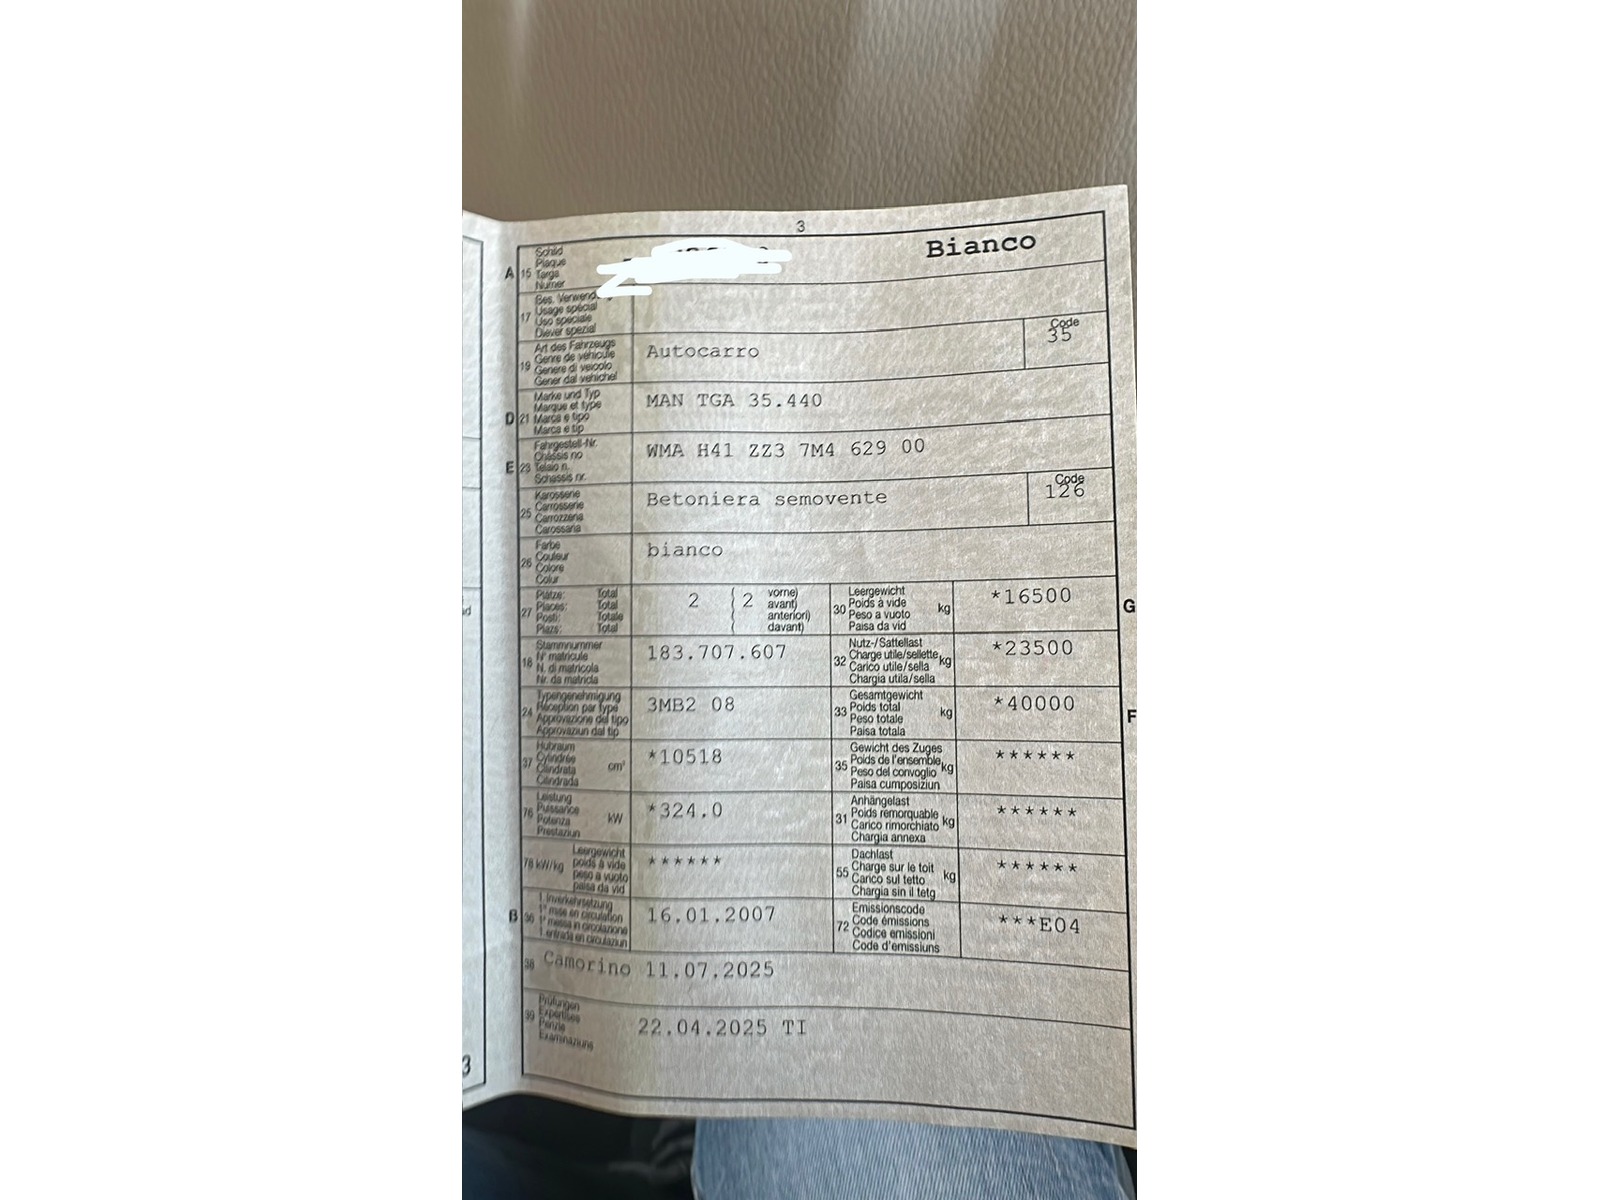 3
A 15 Schild
Plaque
Targa
Numer
Bianco
17 Bes. Verwend.
Usage spécial
Uso speciale
Diever spezial
19 Art des Fahrzeugs
Genre de véhicule
Genere di veicolo
Gener dal vehichel
Autocarro
Code
35
D 21 Marke und Typ
Marque et type
Marca e tipo
Marca e tip
MAN TGA 35.440
E 23 Fahrgestell-Nr.
Châssis no
Telaio n.
Schassis nr.
WMA H41 ZZ3 7M4 629 00
25 Karosserie
Carrosserie
Carrozzeria
Carossaria
Betoniera semovente
Code
126
26 Farbe
Couleur
Colore
Colur
bianco
27 Plätze: Total
Places: Total
Posti: Totale
Plazs: Total
2 ( 2 vorne)
( avant)
( anteriori)
( davant)
30 Leergewicht
Poids à vide
Peso a vuoto
Paisa da vid
kg
*16500
G
18 Stammnummer
N° matricule
N. di matricola
Nr. da matricla
183.707.607
32 Nutz-/Sattellast
Charge utile/sellette
Carico utile/sella
Chargia utila/sella
kg
*23500
24 Typengenehmigung
Réception par type
Approvazione del tipo
Approvaziun dal tip
3MB2 08
33 Gesamtgewicht
Poids total
Peso totale
Paisa totala
kg
*40000
F
37 Hubraum
Cylindrée
Cilindrata
Cilindrada
cm³
*10518
35 Gewicht des Zuges
Poids de l'ensemble
Peso del convoglio
Paisa cumposiziun
kg
******
76 Leistung
Puissance
Potenza
Prestaziun
kW
*324.0
31 Anhängelast
Poids remorquable
Carico rimorchiato
Chargia annexa
kg
******
78 kW/kg Leergewicht
poids à vide
peso a vuoto
paisa da vid
******
55 Dachlast
Charge sur le toit
Carico sul tetto
Chargia sin il tetg
kg
******
B 36 1. Inverkehrsetzung
1re mise en circulation
1a messa in circolazione
1. entrada en circulaziun
16.01.2007
72 Emissionscode
Code émissions
Codice emissioni
Code d'emissiuns
***E04
38 Camorino 11.07.2025
39 Prüfungen
Expertises
Perizie
Examinaziuns
22.04.2025 TI
3